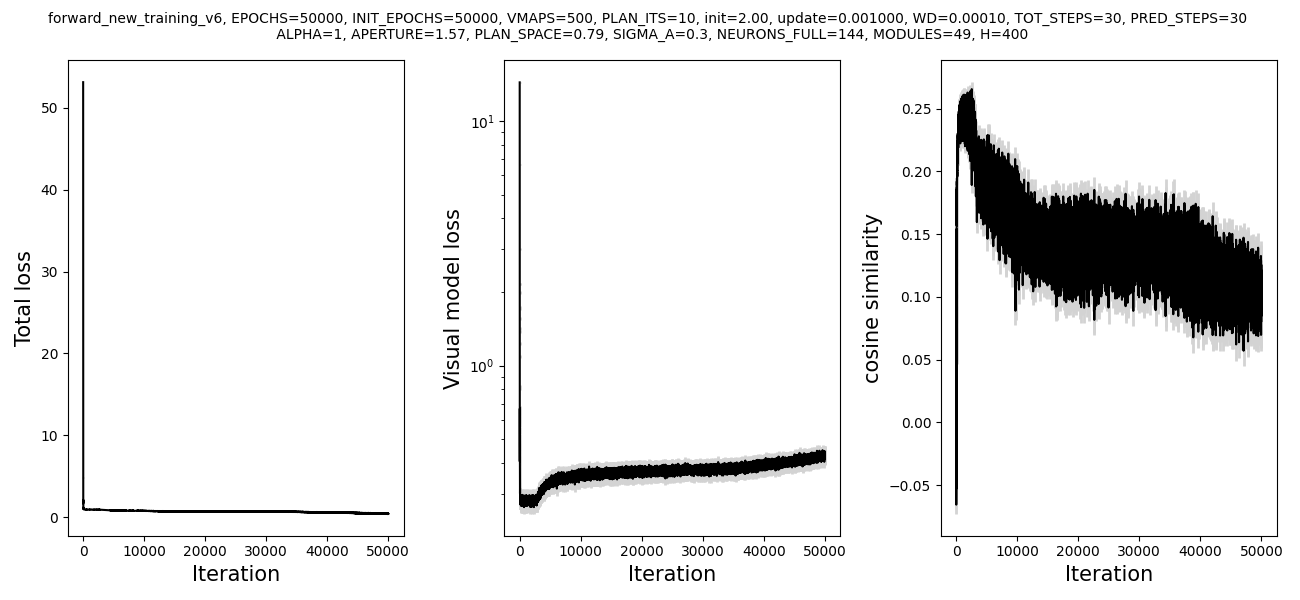 forward_new_training_v6, EPOCHS=50000, INIT_EPOCHS=50000, VMAPS=500, PLAN_ITS=10, init=2.00, update=0.001000, WD=0.00010, TOT_STEPS=30, PRED_STEPS=30
ALPHA=1, APERTURE=1.57, PLAN_SPACE=0.79, SIGMA_A=0.3, NEURONS_FULL=144, MODULES=49, H=400
Total loss
50
40
30
20
10
0
0 10000 20000 30000 40000 50000
Iteration
Visual model loss
10¹
10⁰
0 10000 20000 30000 40000 50000
Iteration
cosine similarity
0.25
0.20
0.15
0.10
0.05
0.00
−0.05
0 10000 20000 30000 40000 50000
Iteration